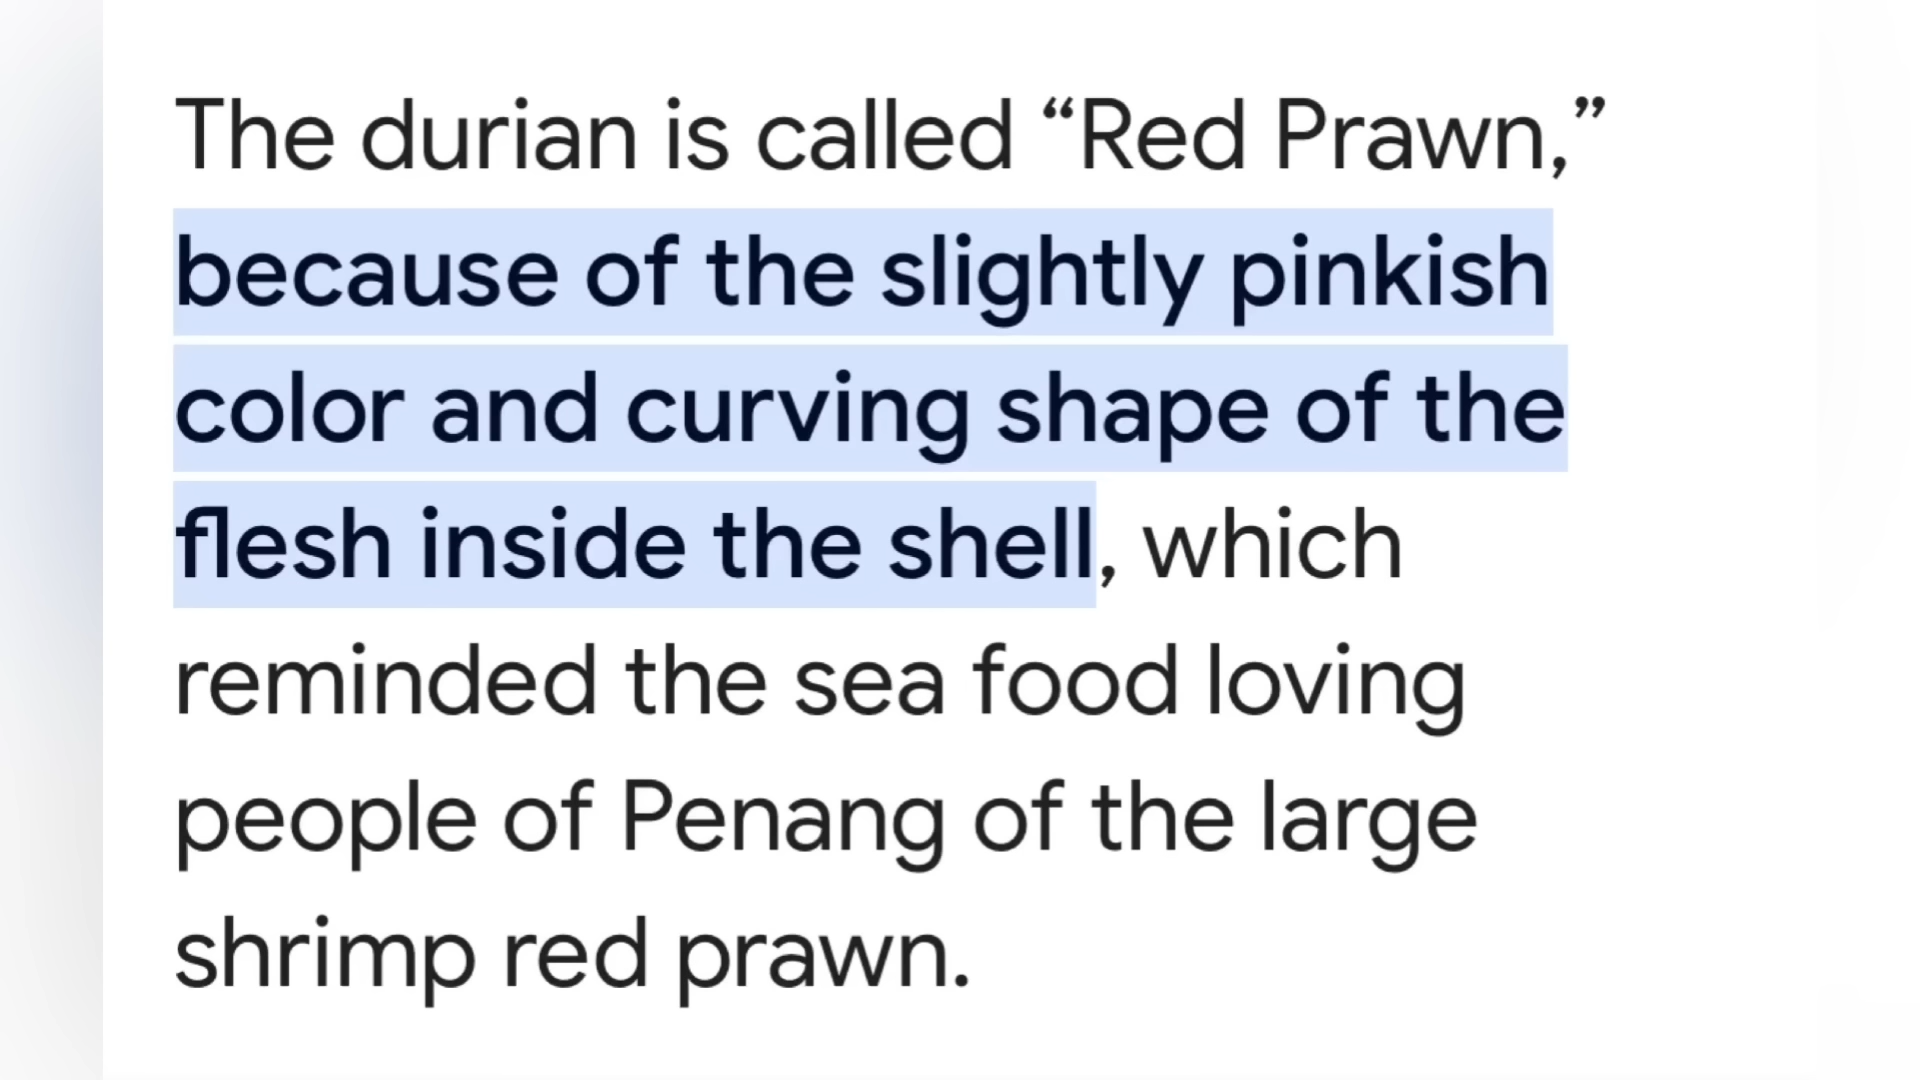 The durian is called “Red Prawn,”
because of the slightly pinkish
color and curving shape of the
flesh inside the shell, which
reminded the sea food loving
people of Penang of the large
shrimp red prawn.